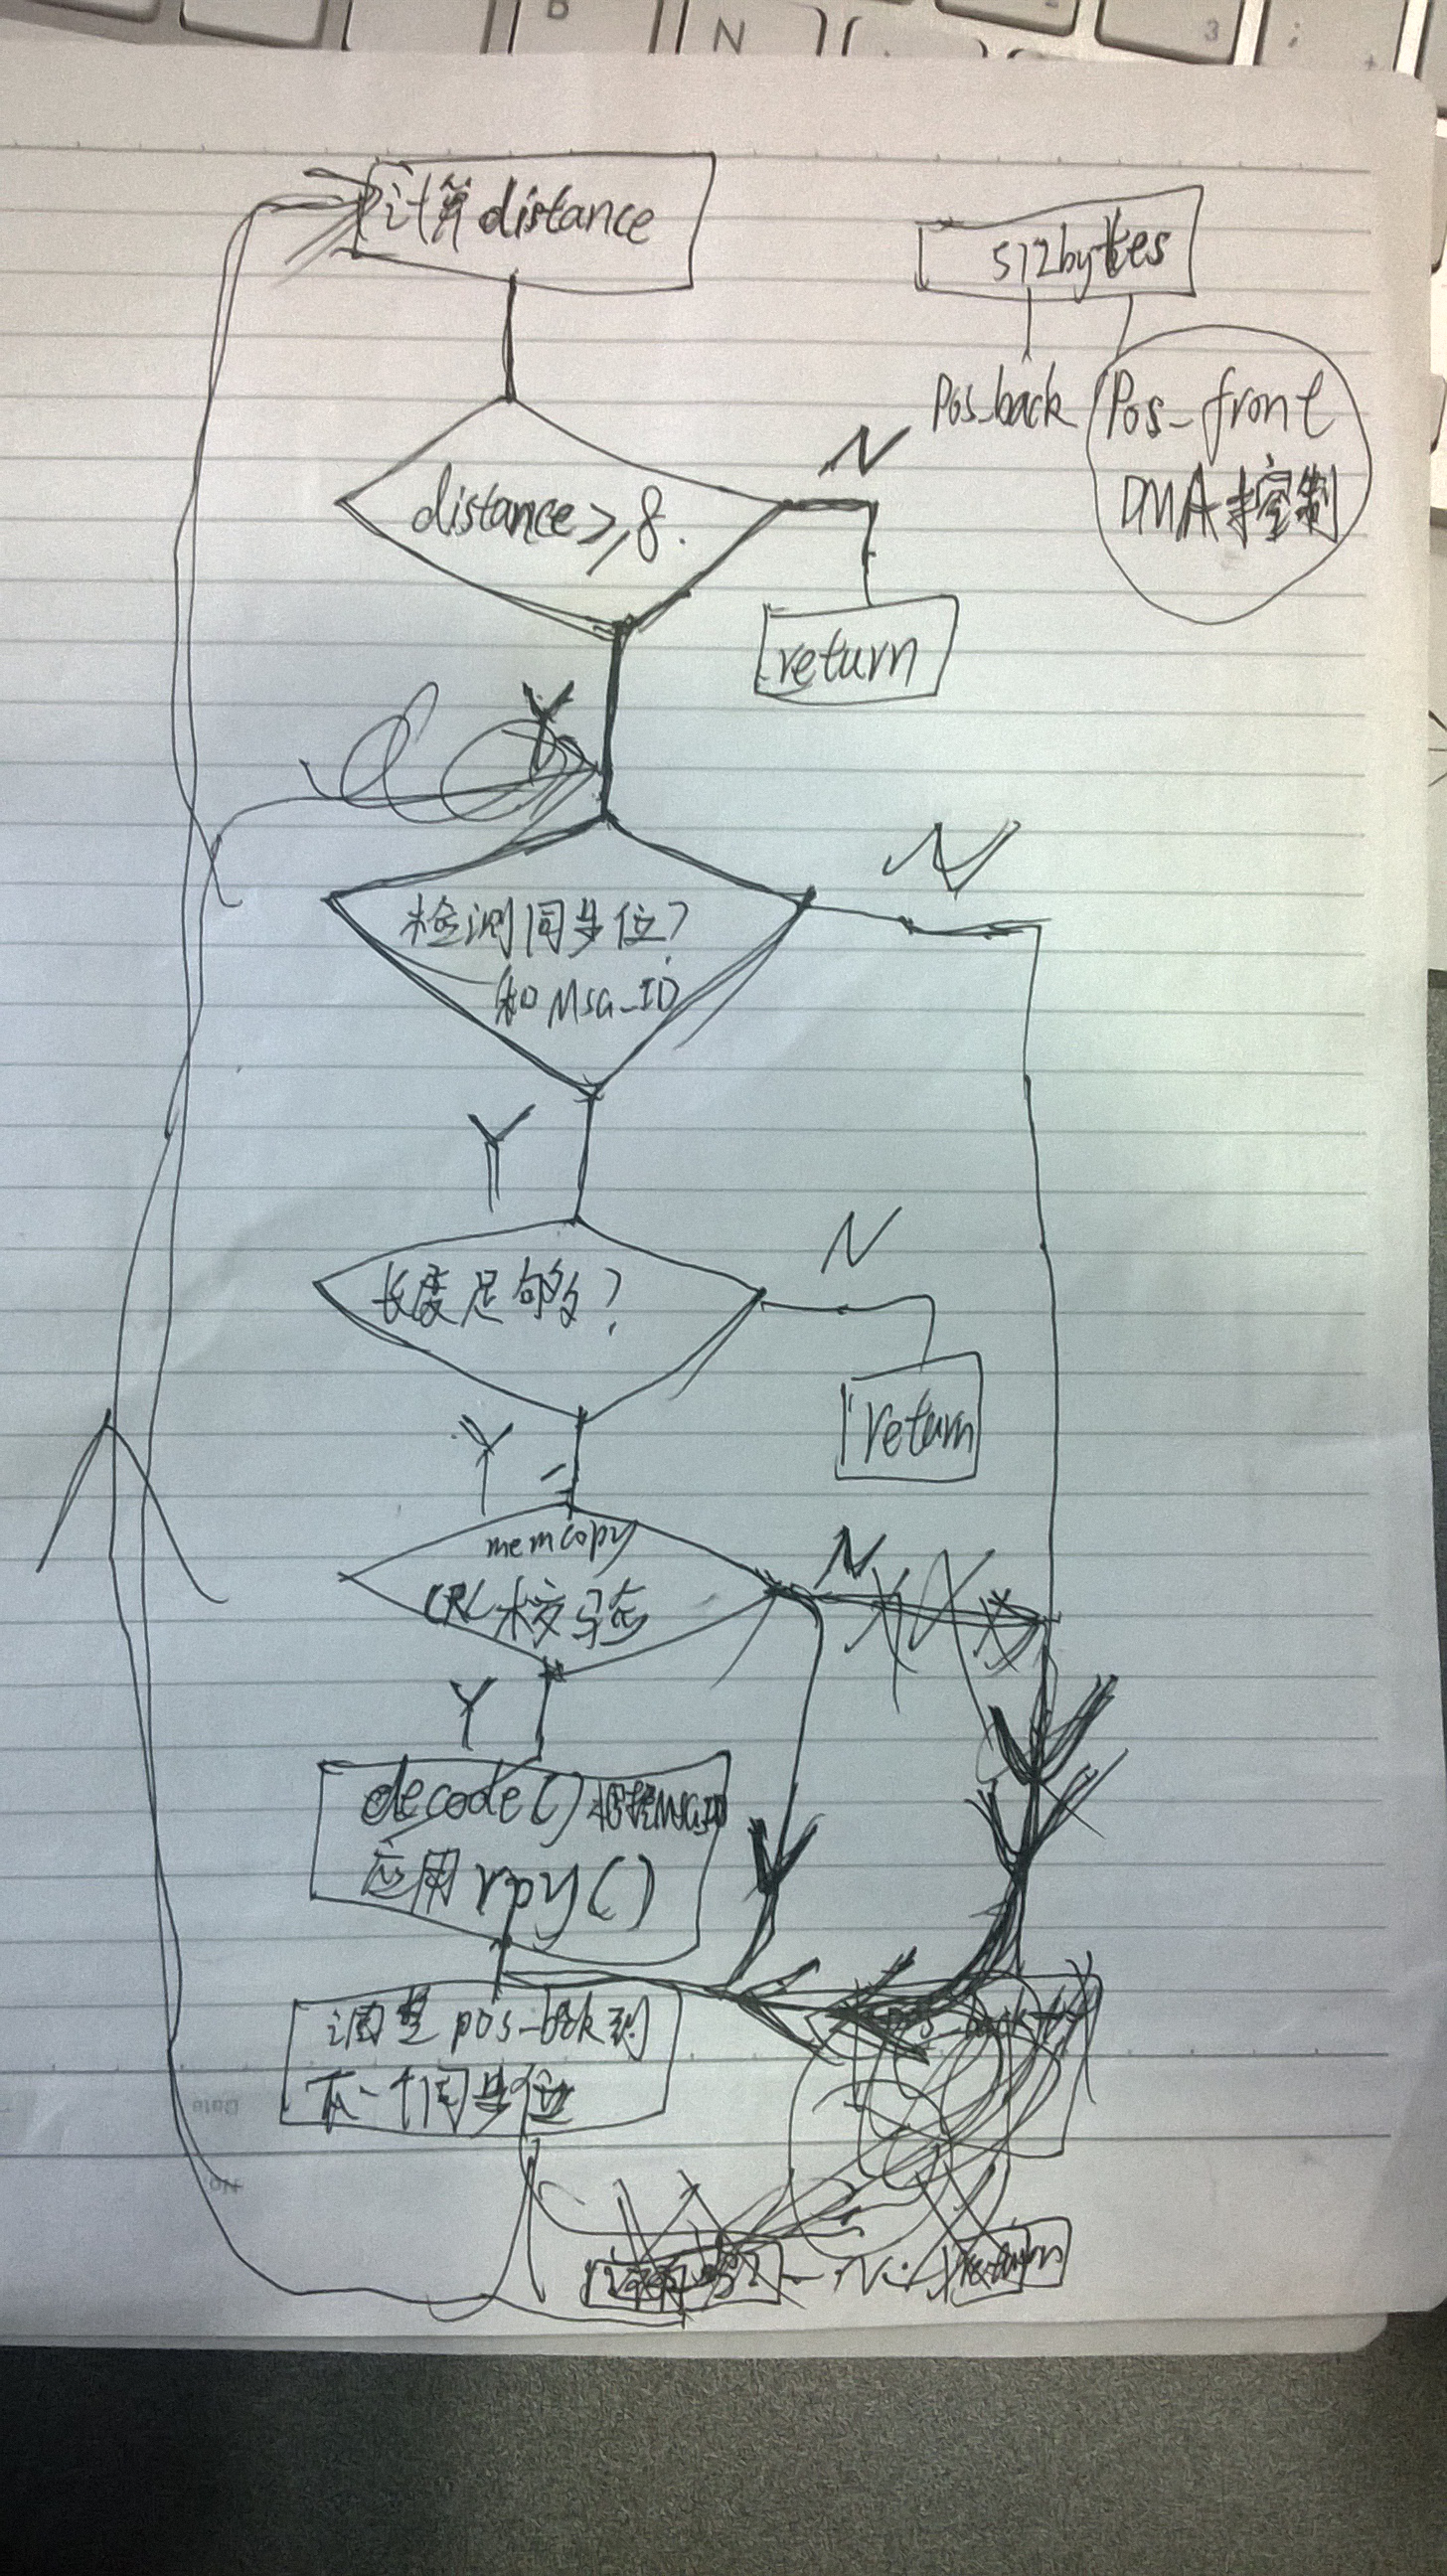 计算distance
512bytes
Pos_back
Pos_front
DMA控制
distance≥8.
N
return
Y
检测同步位?
和Msg_ID
N
Y
长度足够?
N
return
Y
memcopy
CRC校验
N
Y
decode()根据MSGID
应用rpy()
调整pos_back到
下一个同步位
Date
No.
B
N
3
;
+